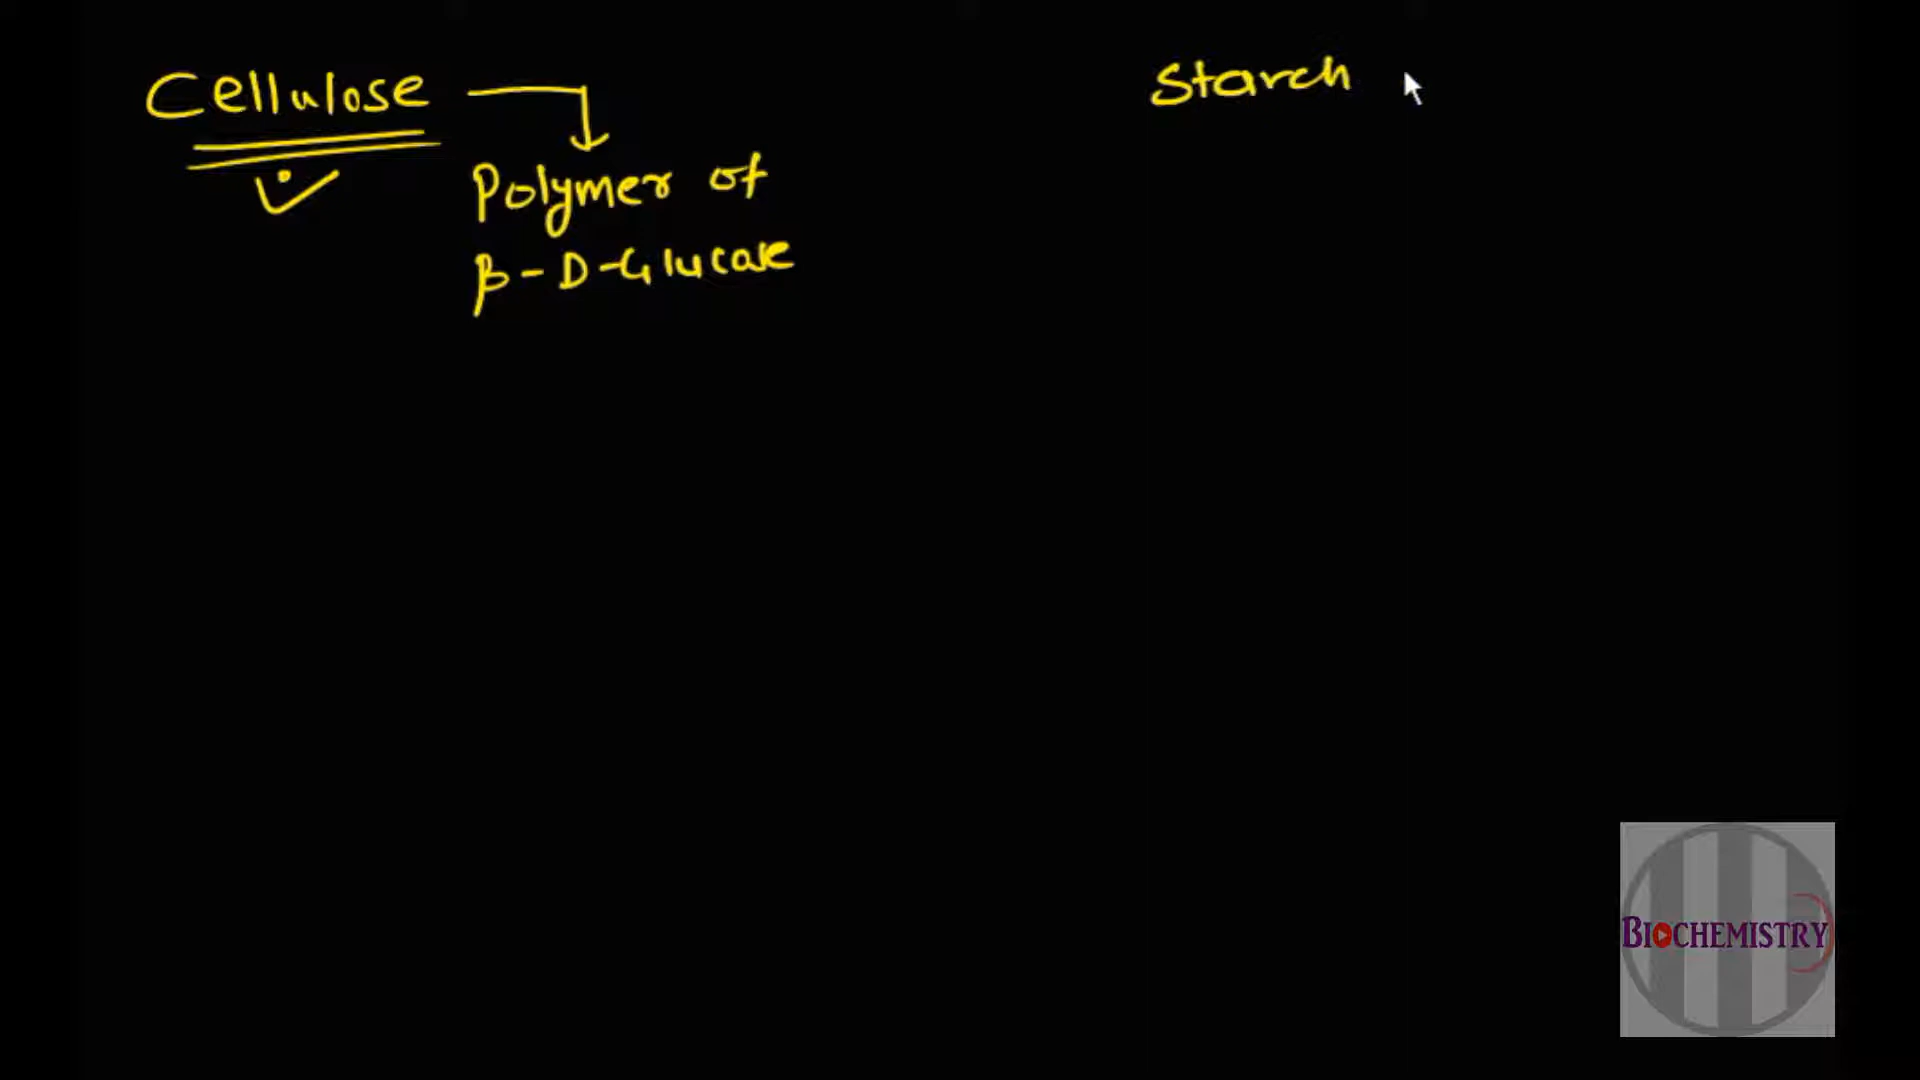 Cellulose
Starch
Polymer of
β-D-Glucose
BIOCHEMISTRY